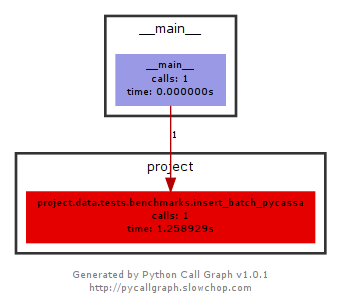 __main__
__main__
calls: 1
time: 0.000000s
1
project
project.data.tests.benchmarks.insert_batch_pycassa
calls: 1
time: 1.258929s
Generated by Python Call Graph v1.0.1
http://pycallgraph.slowchop.com